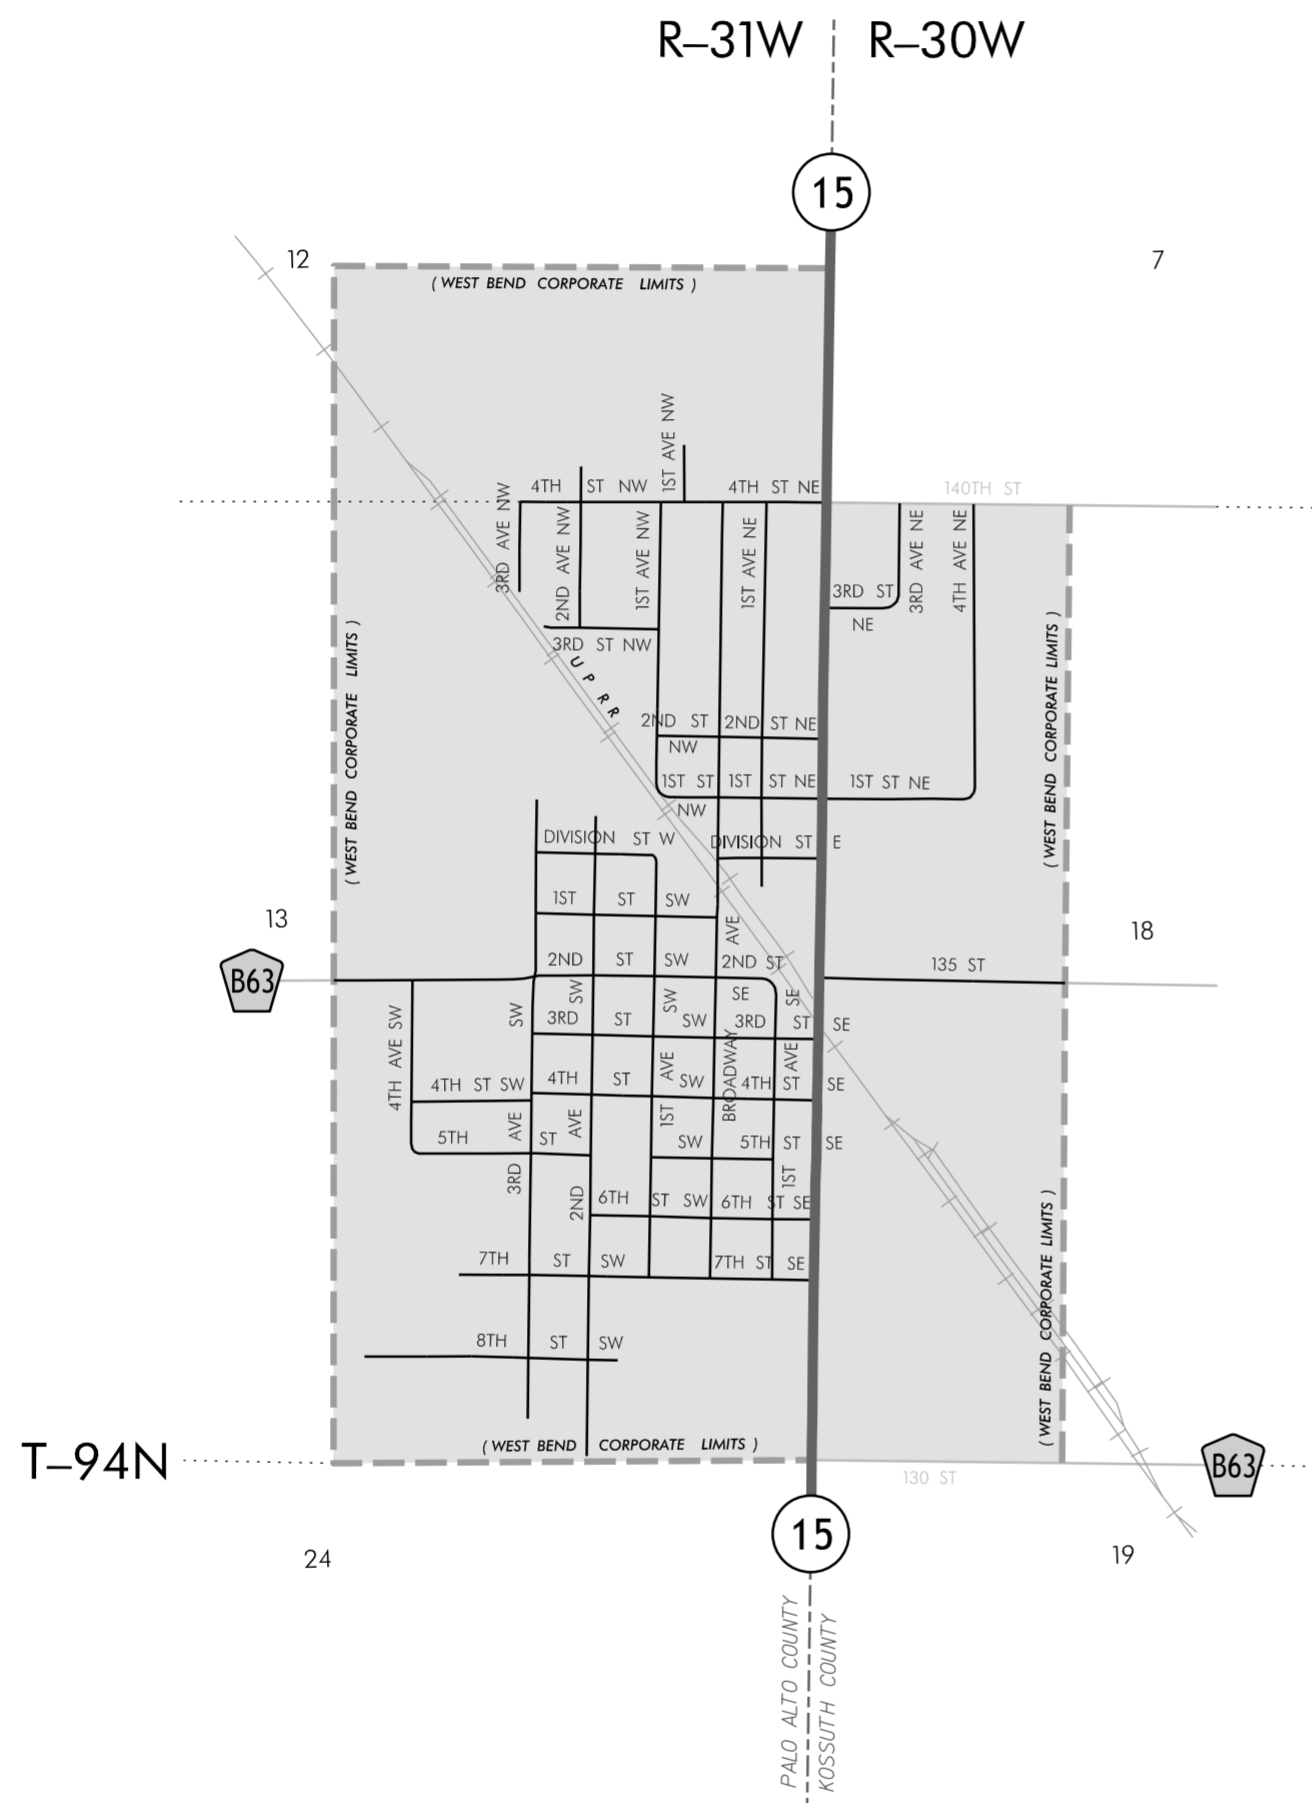 R–31W
R–30W
15
12
7
( WEST BEND CORPORATE LIMITS )
1ST AVE NW
4TH ST NW
4TH ST NE
140TH ST
3RD AVE NW
2ND AVE NW
1ST AVE NW
1ST AVE NE
3RD AVE NE
4TH AVE NE
3RD ST
NE
3RD ST NW
U P R R
( WEST BEND CORPORATE LIMITS )
( WEST BEND CORPORATE LIMITS )
2ND ST
NW
2ND ST NE
1ST ST
NW
1ST ST NE
1ST ST NE
DIVISION ST W
DIVISION ST E
1ST ST SW
13
18
B63
2ND ST SW
2ND ST
SE
135 ST
4TH AVE SW
3RD AVE SW
2ND AVE SW
1ST AVE SW
BROADWAY AVE
1ST AVE SE
3RD ST SW
3RD ST SE
4TH ST SW
4TH ST SW
4TH ST SE
5TH ST
SW
5TH ST SE
6TH ST SW
6TH ST SE
7TH ST SW
7TH ST SE
8TH ST SW
( WEST BEND CORPORATE LIMITS )
( WEST BEND CORPORATE LIMITS )
T–94N
130 ST
B63
15
24
19
PALO ALTO COUNTY
KOSSUTH COUNTY